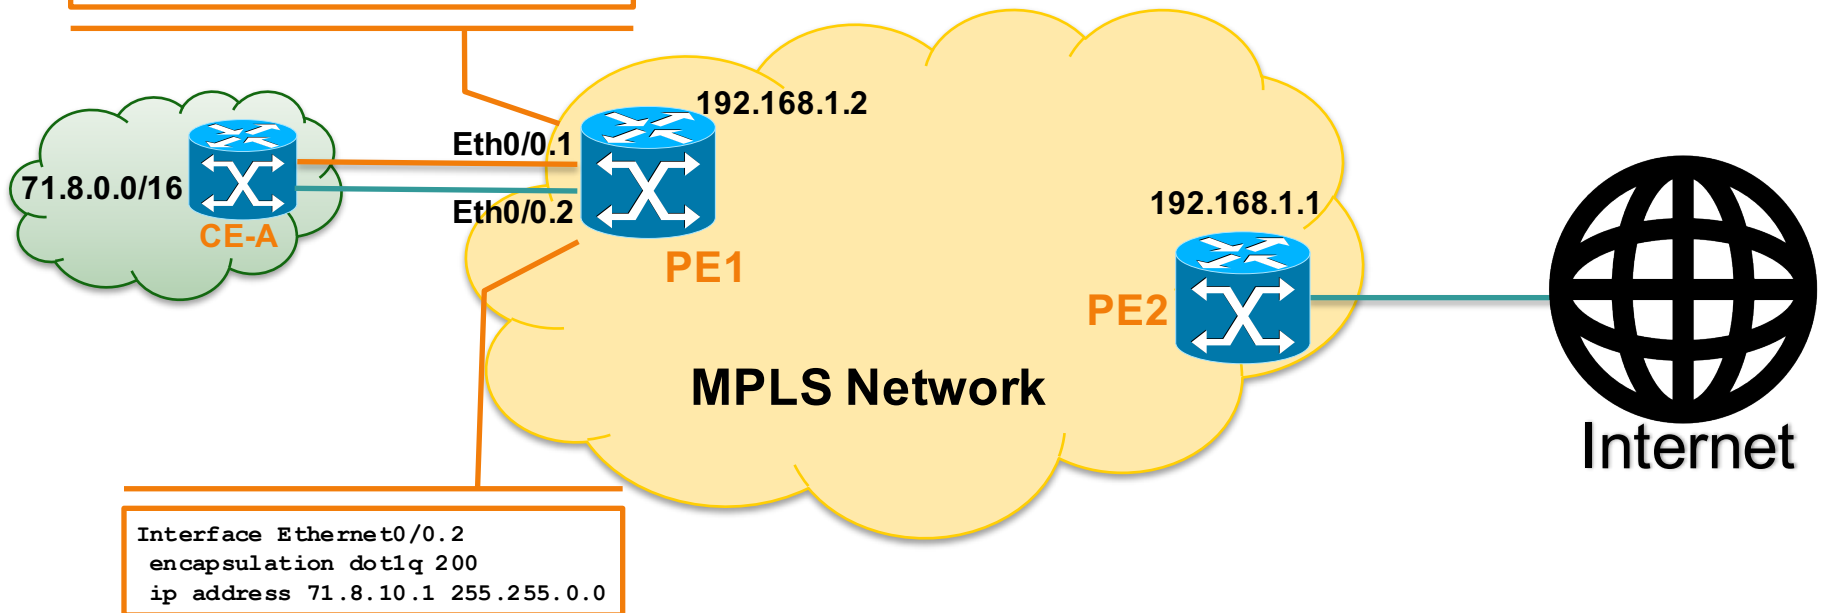 192.168.1.2
Eth0/0.1
71.8.0.0/16
Eth0/0.2
CE-A
PE1
192.168.1.1
PE2
MPLS Network
Internet
Interface Ethernet0/0.2
encapsulation dot1q 200
ip address 71.8.10.1 255.255.0.0